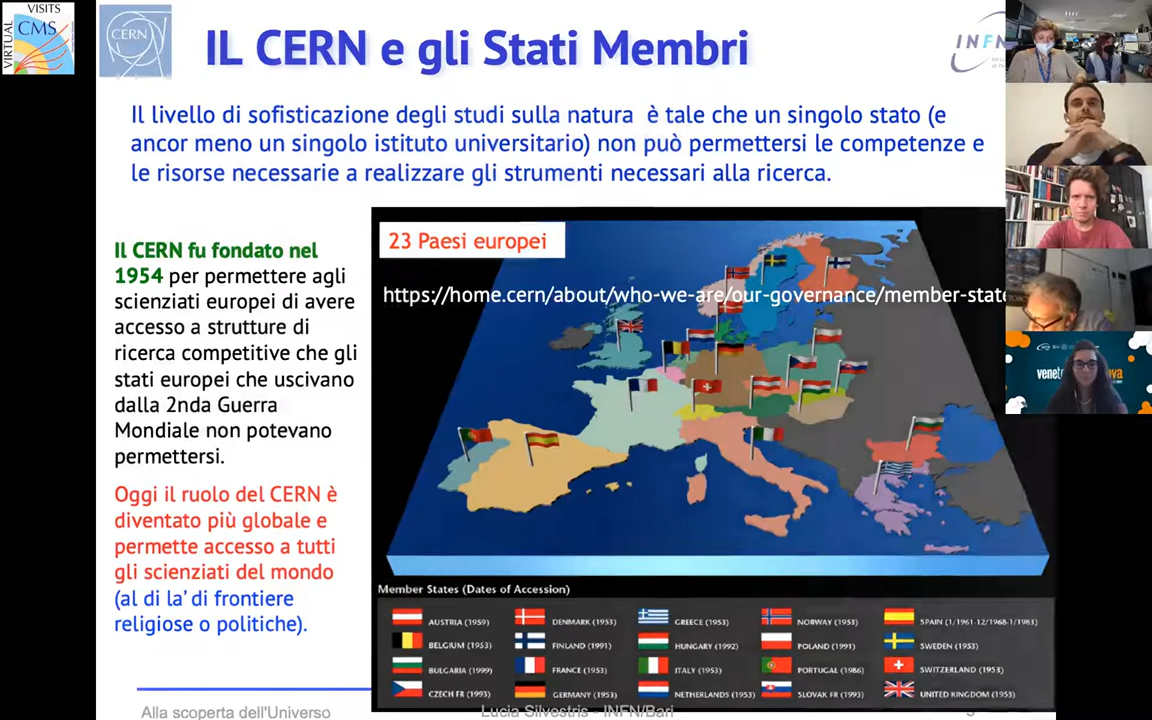 VISITS
VIRTUAL
CMS
CERN
IL CERN e gli Stati Membri
INFN
Il livello di sofisticazione degli studi sulla natura è tale che un singolo stato (e
ancor meno un singolo istituto universitario) non può permettersi le competenze e
le risorse necessarie a realizzare gli strumenti necessari alla ricerca.
Il CERN fu fondato nel
1954 per permettere agli
scienziati europei di avere
accesso a strutture di
ricerca competitive che gli
stati europei che uscivano
dalla 2nda Guerra
Mondiale non potevano
permettersi.
Oggi il ruolo del CERN è
diventato più globale e
permette accesso a tutti
gli scienziati del mondo
(al di la' di frontiere
religiose o politiche).
23 Paesi europei
https://home.cern/about/who-we-are/our-governance/member-state
Member States (Dates of Accession)
AUSTRIA (1959)
DENMARK (1953)
GREECE (1953)
NORWAY (1953)
SPAIN (1/1961-12/1968-1/1983)
BELGIUM (1953)
FINLAND (1991)
HUNGARY (1992)
POLAND (1991)
SWEDEN (1953)
BULGARIA (1999)
FRANCE (1953)
ITALY (1953)
PORTUGAL (1986)
SWITZERLAND (1953)
CZECH FR (1993)
GERMANY (1953)
NETHERLANDS (1953)
SLOVAK FR (1993)
UNITED KINGDOM (1953)
Alla scoperta dell'Universo
Lucia Silvestris - INFN/Bari